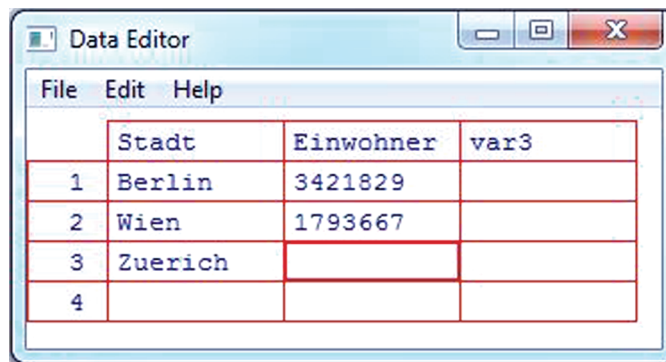 Data Editor
File Edit Help
Stadt Einwohner var3
1 Berlin 3421829
2 Wien 1793667
3 Zuerich
4